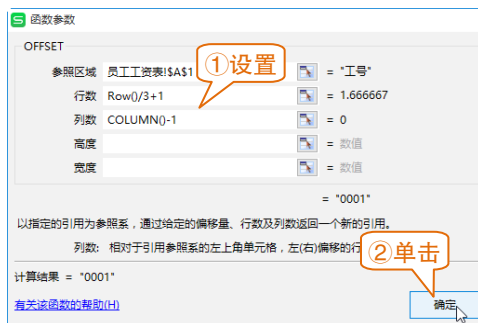 函数参数
OFFSET
①设置
参照区域 员工工资表!$A$1 = "工号"
行数 Row()/3+1 = 1.666667
列数 COLUMN()-1 = 0
高度 = 数值
宽度 = 数值
= "0001"
以指定的引用为参照系，通过给定的偏移量、行数及列数返回一个新的引用。
列数: 相对于引用参照系的左上角单元格，左(右)偏移的行
②单击
计算结果 = "0001"
有关该函数的帮助(H)
确定